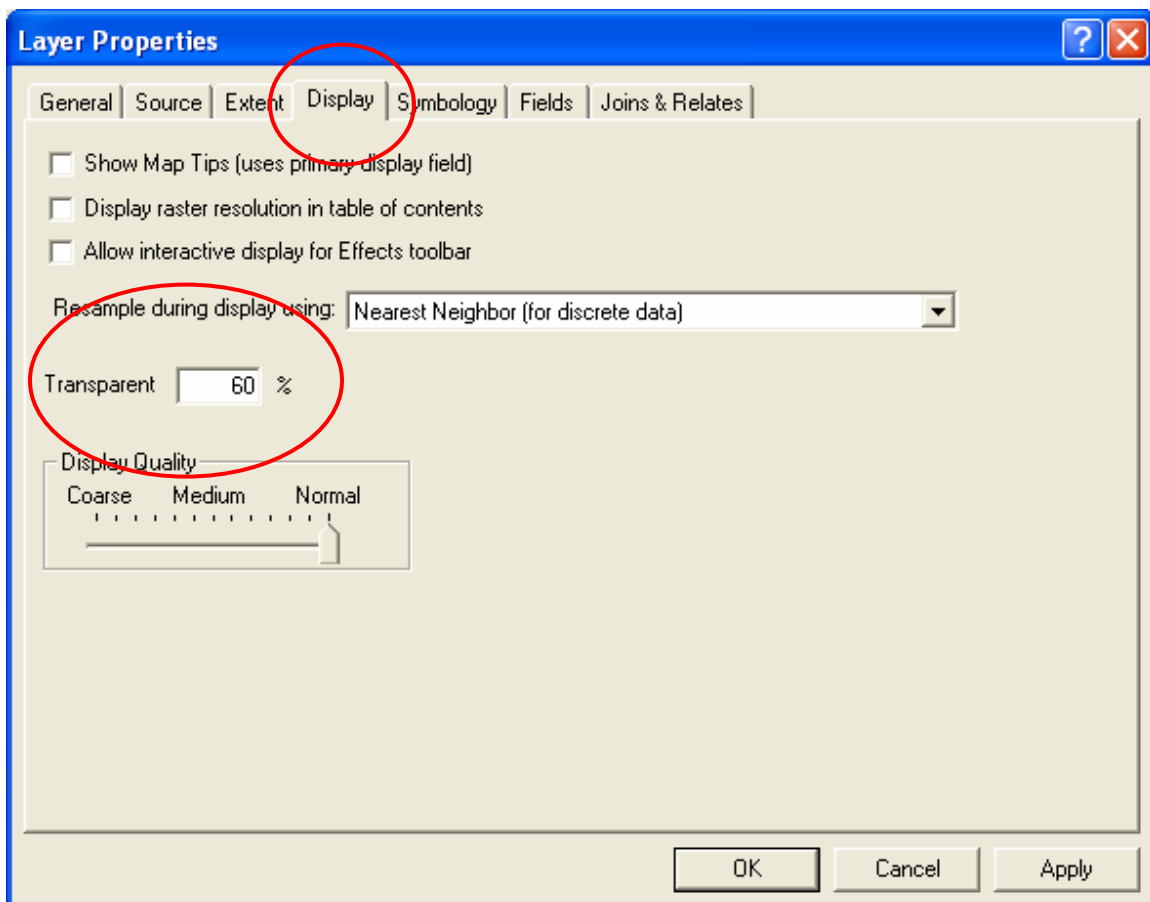 Layer Properties
General Source Extent Display Symbology Fields Joins & Relates
Show Map Tips (uses primary display field)
Display raster resolution in table of contents
Allow interactive display for Effects toolbar
Resample during display using: Nearest Neighbor (for discrete data)
Transparent 60 %
Display Quality
Coarse Medium Normal
OK Cancel Apply